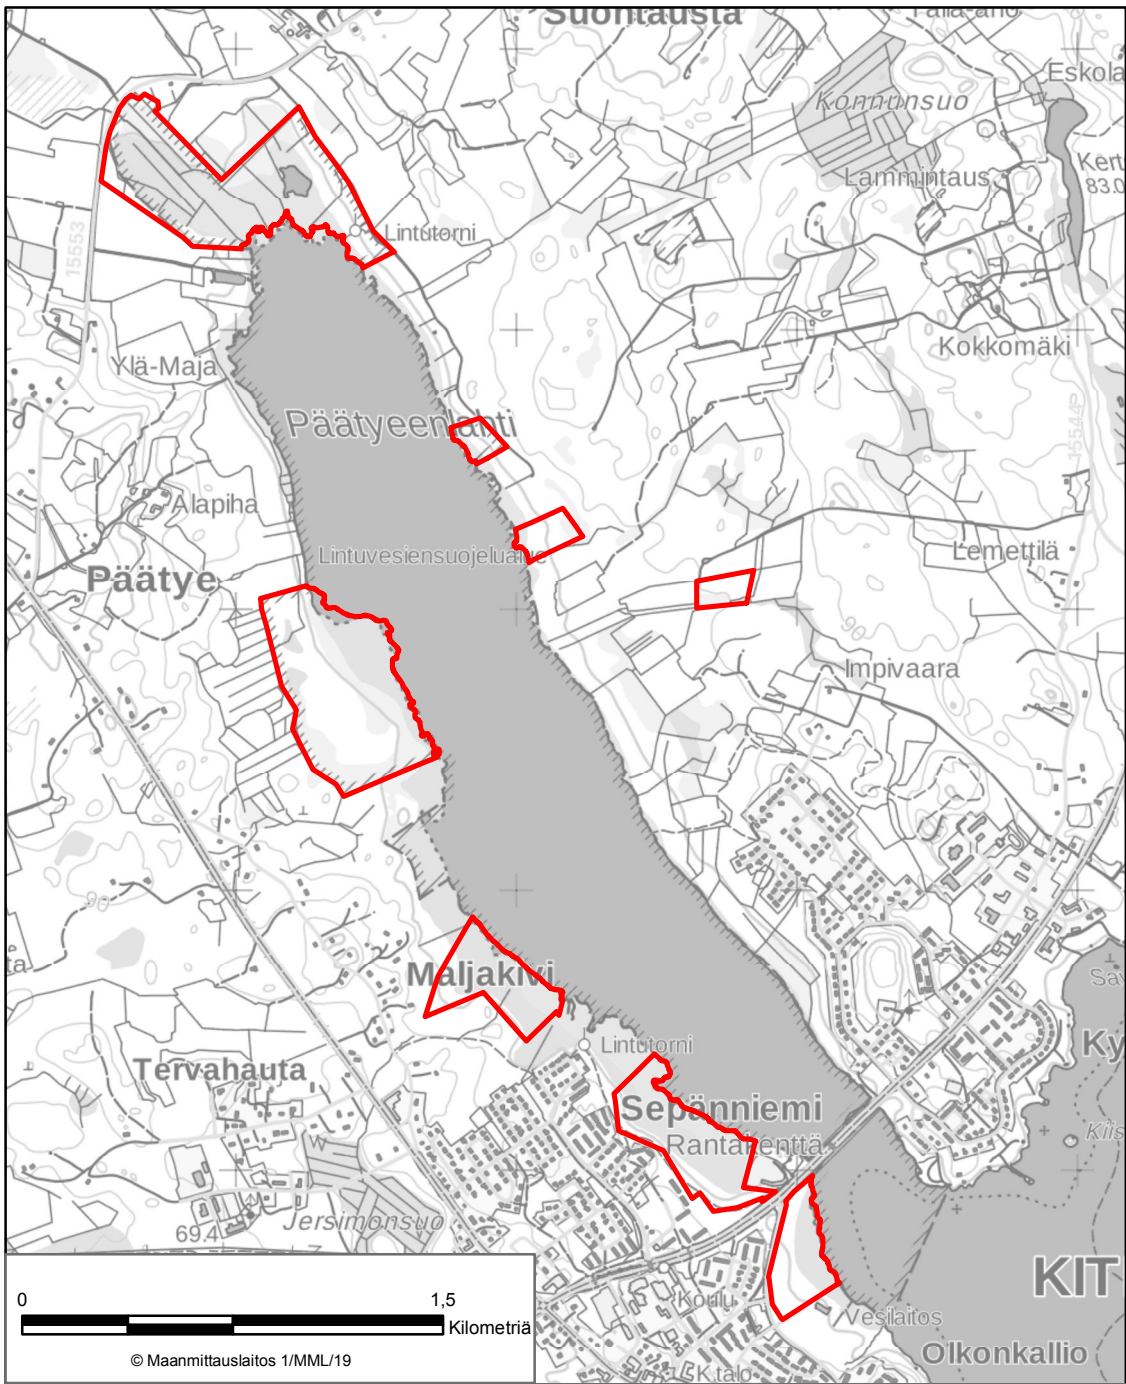 Suontausta
Konnunsuo
Eskola
Lammintaus
83.0
Lintutorni
15553
Kokkomäki
Ylä-Maja
Päätyeenlahti
15544
Alapiha
Lintuvesiensuojelualue
Lemettilä
Päätye
90
Impivaara
90
Maljakivi
Lintutorni
Tervahauta
Sepänniemi
Rantakenttä
Jersimonsuo
69.4
KIT
Koulu
Vesilaitos
Olkonkallio
K.talo
0 1,5
Kilometriä
© Maanmittauslaitos 1/MML/19